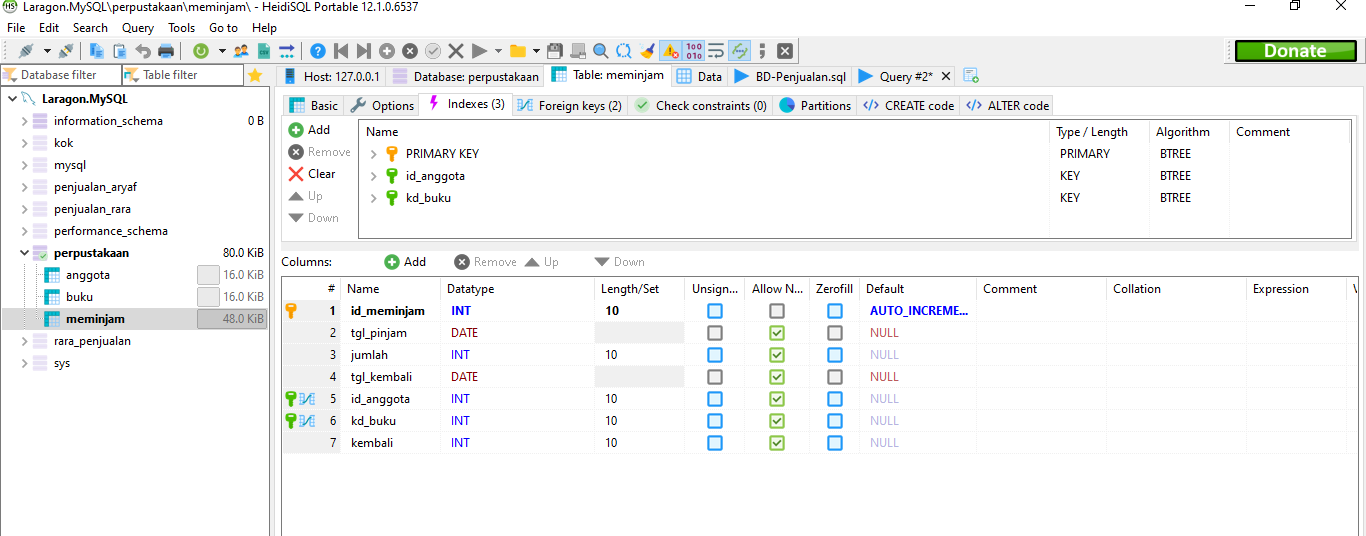 Laragon.MySQL\perpustakaan\meminjam\ - HeidiSQL Portable 12.1.0.6537
File Edit Search Query Tools Go to Help
Donate
Database filter Table filter
Host: 127.0.0.1 Database: perpustakaan Table: meminjam Data BD-Penjualan.sql Query #2*
Laragon.MySQL
information_schema 0 B
kok
mysql
penjualan_aryaf
penjualan_rara
performance_schema
perpustakaan 80.0 KiB
anggota 16.0 KiB
buku 16.0 KiB
meminjam 48.0 KiB
rara_penjualan
sys
Basic Options Indexes (3) Foreign keys (2) Check constraints (0) Partitions CREATE code ALTER code
Add
Remove
Clear
Up
Down
Name Type / Length Algorithm Comment
PRIMARY KEY PRIMARY BTREE
id_anggota KEY BTREE
kd_buku KEY BTREE
Columns: Add Remove Up Down
# Name Datatype Length/Set Unsign... Allow N... Zerofill Default Comment Collation Expression V
1 id_meminjam INT 10 AUTO_INCREME...
2 tgl_pinjam DATE NULL
3 jumlah INT 10 NULL
4 tgl_kembali DATE NULL
5 id_anggota INT 10 NULL
6 kd_buku INT 10 NULL
7 kembali INT 10 NULL